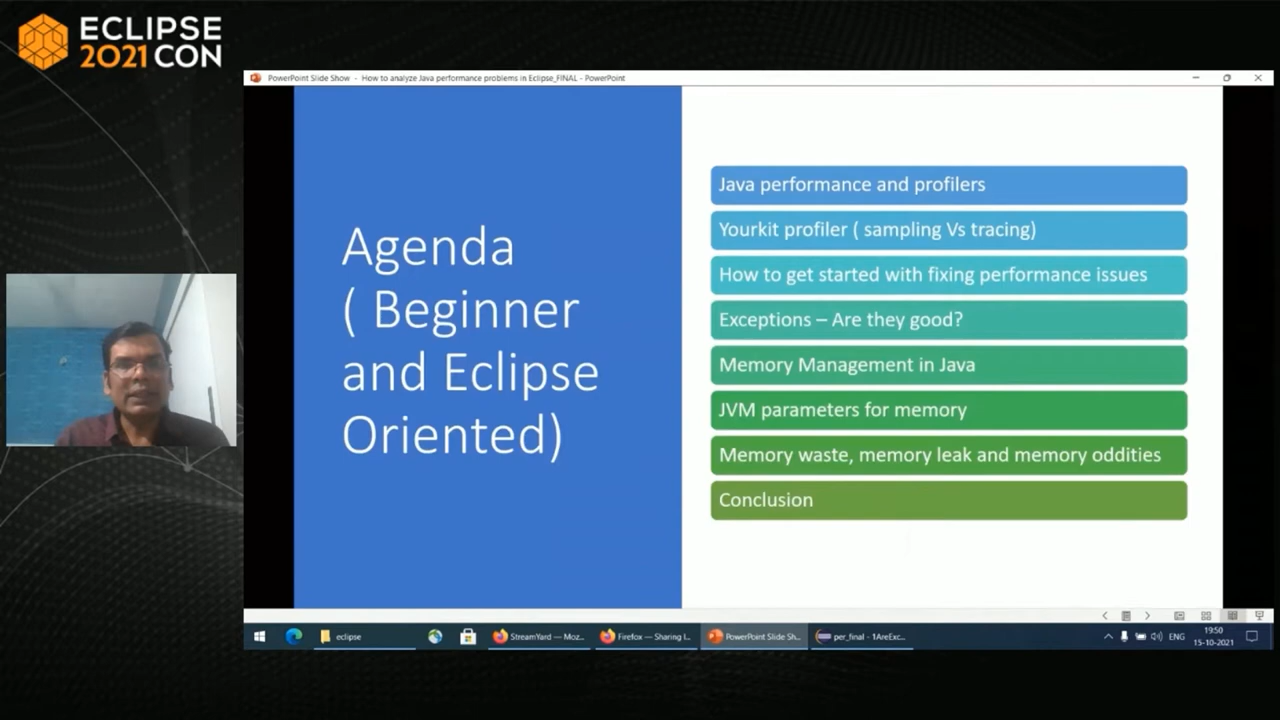 ECLIPSE
2021 CON
PowerPoint Slide Show - How to analyze Java performance problems in Eclipse_FINAL - PowerPoint
Agenda
( Beginner
and Eclipse
Oriented)
Java performance and profilers
Yourkit profiler ( sampling Vs tracing)
How to get started with fixing performance issues
Exceptions – Are they good?
Memory Management in Java
JVM parameters for memory
Memory waste, memory leak and memory oddities
Conclusion
eclipse
StreamYard — Moz...
Firefox — Sharing I...
PowerPoint Slide Sh...
per_final - 1AreExc...
ENG
19:50
15-10-2021